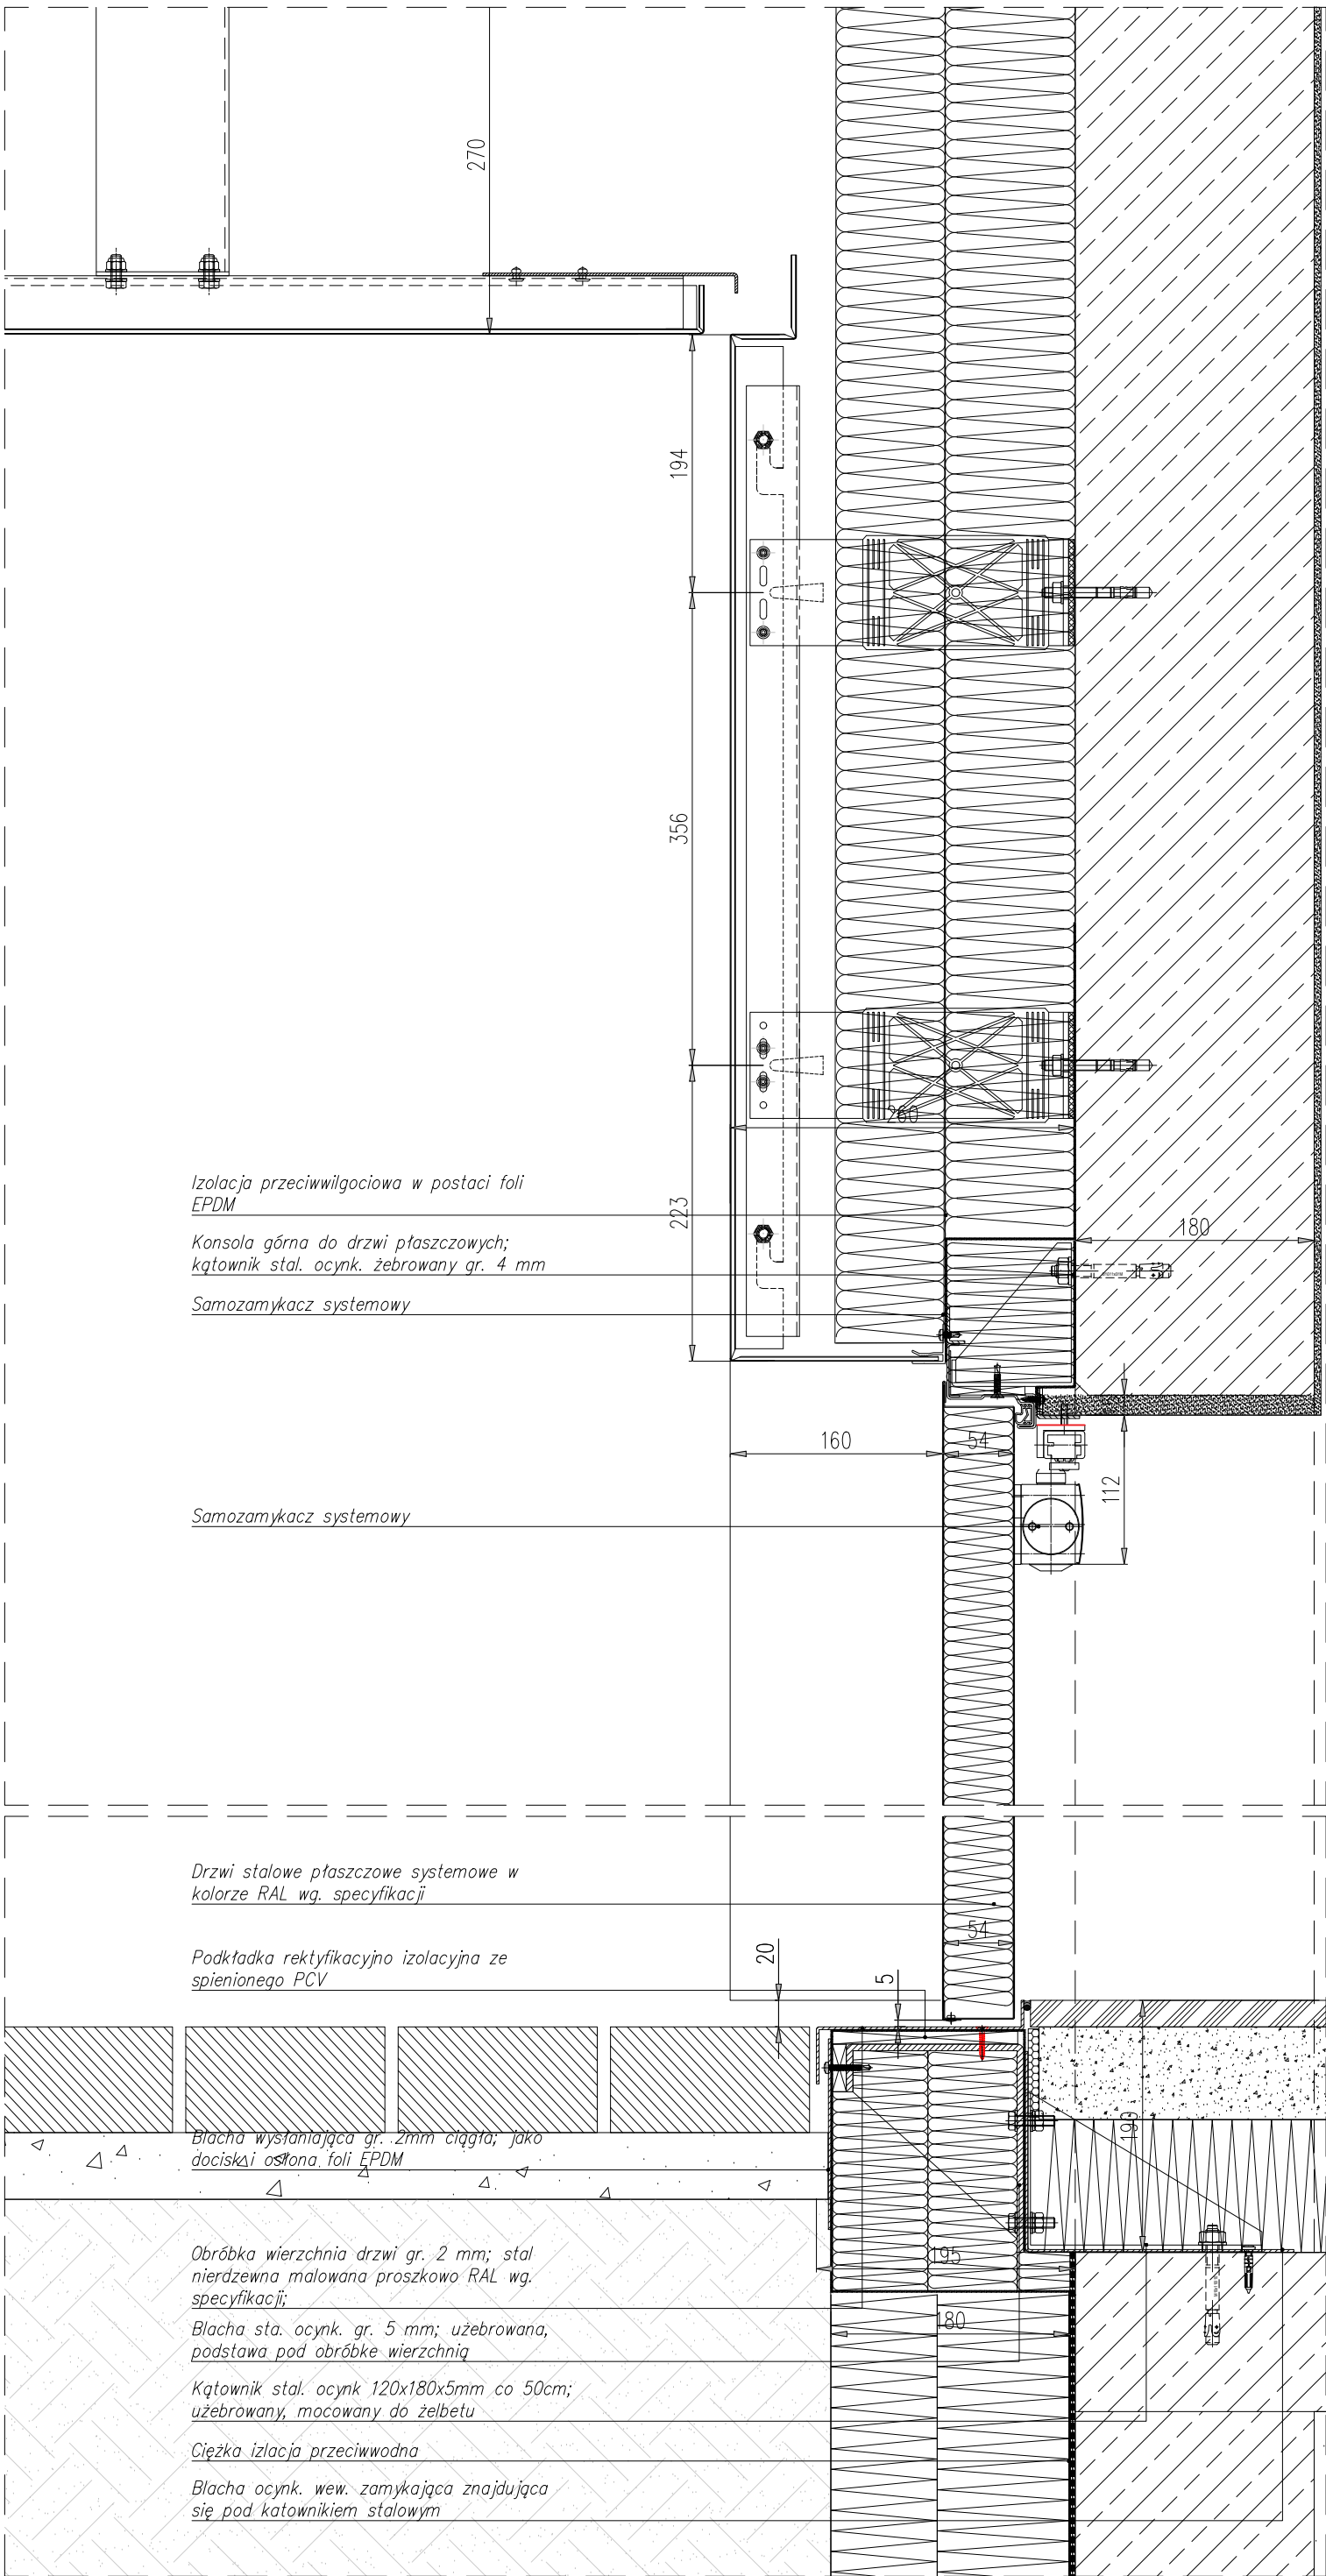 270
194
356
260
Izolacja przeciwwilgociowa w postaci foli
EPDM
223
180
Konsola górna do drzwi płaszczowych;
kątownik stal. ocynk. żebrowany gr. 4 mm
Samozamykacz systemowy
160
54
112
Samozamykacz systemowy
Drzwi stalowe płaszczowe systemowe w
kolorze RAL wg. specyfikacji
54
Podkładka rektyfikacyjno izolacyjna ze
spienionego PCV
20
5
190
Blacha wysłaniająca gr. 2mm ciągła; jako
docisk i osłona foli EPDM
Obróbka wierzchnia drzwi gr. 2 mm; stal
nierdzewna malowana proszkowo RAL wg.
specyfikacji;
195
Blacha sta. ocynk. gr. 5 mm; użebrowana,
podstawa pod obróbke wierzchnią
180
Kątownik stal. ocynk 120x180x5mm co 50cm;
użebrowany, mocowany do żelbetu
Ciężka izlacja przeciwwodna
Blacha ocynk. wew. zamykająca znajdująca
się pod katownikiem stalowym